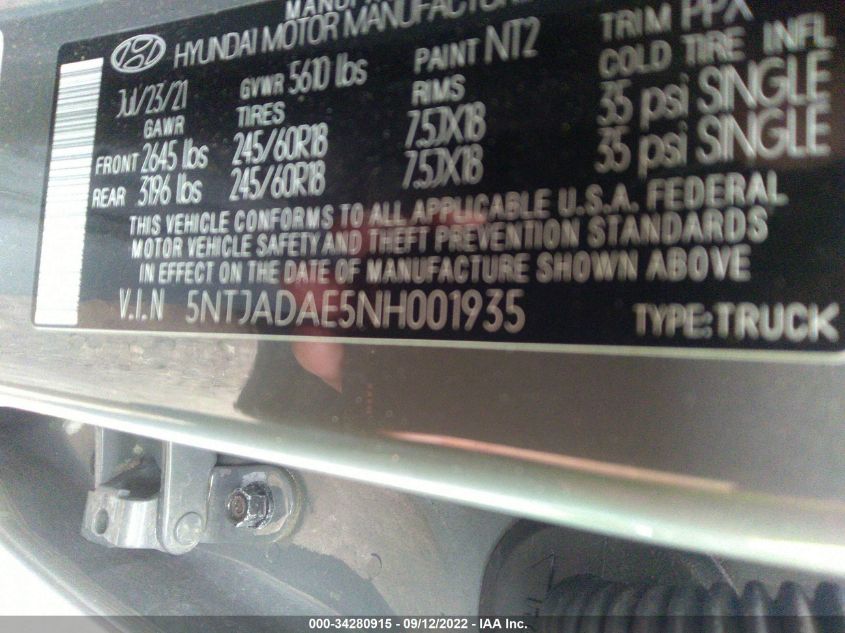 HYUNDAI MOTOR
Jul/23/21 GVWR 5610 lbs PAINT NT2 TRIM PPX
GAWR TIRES RIMS COLD TIRE INFL
FRONT 2645 lbs 245/60R18 7.5JX18 35 psi SINGLE
REAR 3196 lbs 245/60R18 7.5JX18 35 psi SINGLE
THIS VEHICLE CONFORMS TO ALL APPLICABLE U.S.A. FEDERAL
MOTOR VEHICLE SAFETY AND THEFT PREVENTION STANDARDS
IN EFFECT ON THE DATE OF MANUFACTURE SHOWN ABOVE
V.I.N 5NTJADAE5NH001935 TYPE:TRUCK
000-34280915 - 09/12/2022 - IAA Inc.